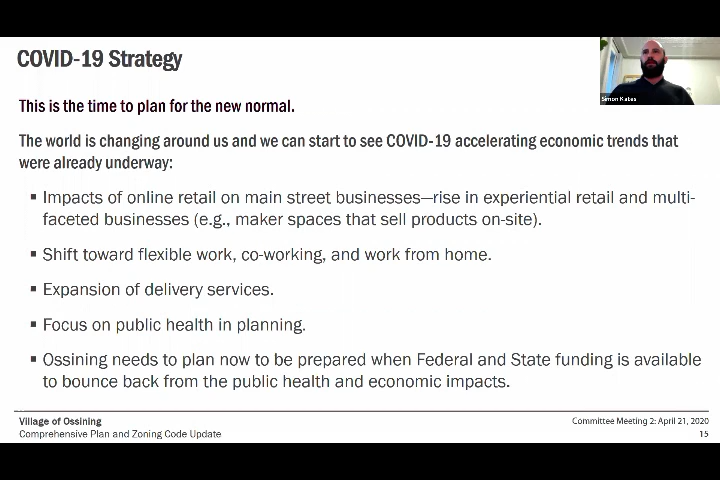 COVID-19 Strategy
Simon Kates
This is the time to plan for the new normal.
The world is changing around us and we can start to see COVID-19 accelerating economic trends that
were already underway:
▪ Impacts of online retail on main street businesses—rise in experiential retail and multi-
faceted businesses (e.g., maker spaces that sell products on-site).
▪ Shift toward flexible work, co-working, and work from home.
▪ Expansion of delivery services.
▪ Focus on public health in planning.
▪ Ossining needs to plan now to be prepared when Federal and State funding is available
to bounce back from the public health and economic impacts.
Village of Ossining
Comprehensive Plan and Zoning Code Update
Committee Meeting 2: April 21, 2020
15